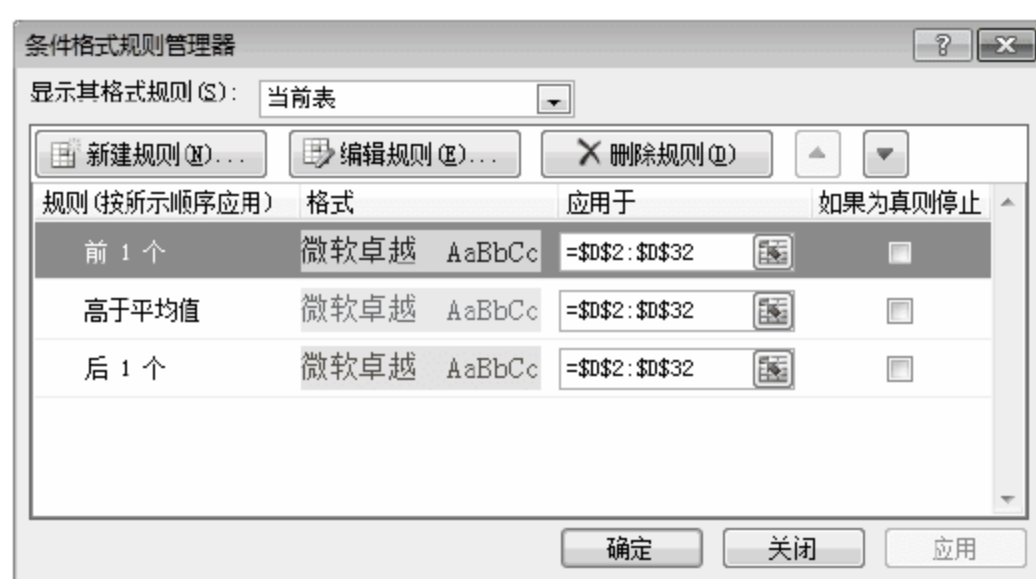 条件格式规则管理器
显示其格式规则(S): 当前表
新建规则(N)... 编辑规则(E)... 删除规则(D)
规则(按所示顺序应用) 格式 应用于 如果为真则停止
前 1 个 微软卓越 AaBbCc =$D$2:$D$32
高于平均值 微软卓越 AaBbCc =$D$2:$D$32
后 1 个 微软卓越 AaBbCc =$D$2:$D$32
确定 关闭 应用